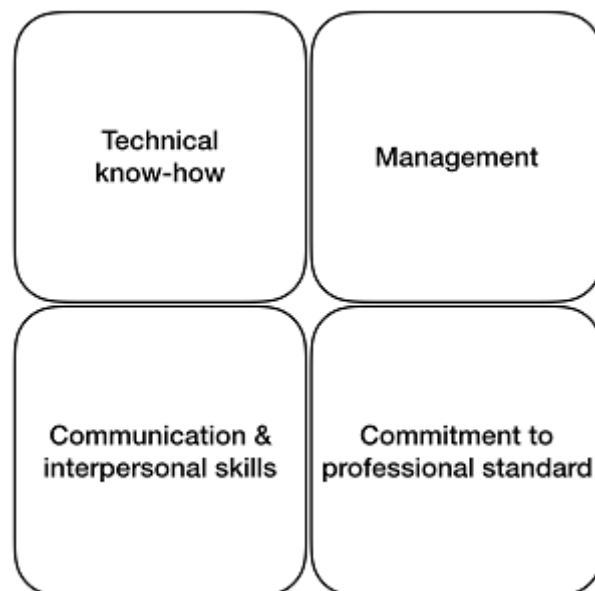 Technical
know-how
Management
Communication &
interpersonal skills
Commitment to
professional standard